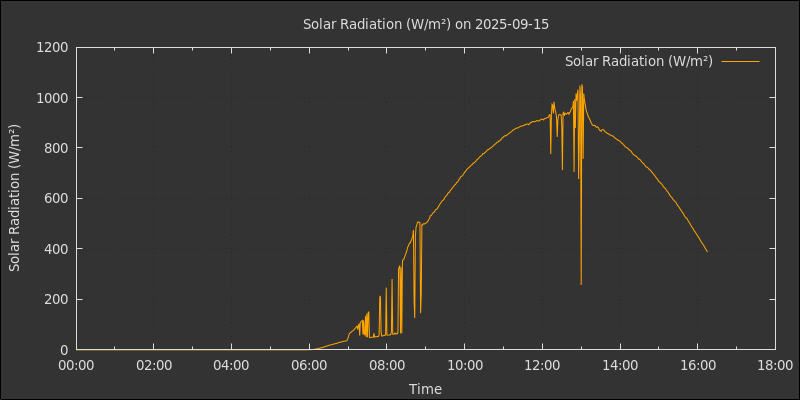 Solar Radiation (W/m²) on 2025-09-15
Solar Radiation (W/m²)
Solar Radiation (W/m²)
1200
1000
800
600
400
200
0
00:00 02:00 04:00 06:00 08:00 10:00 12:00 14:00 16:00 18:00
Time